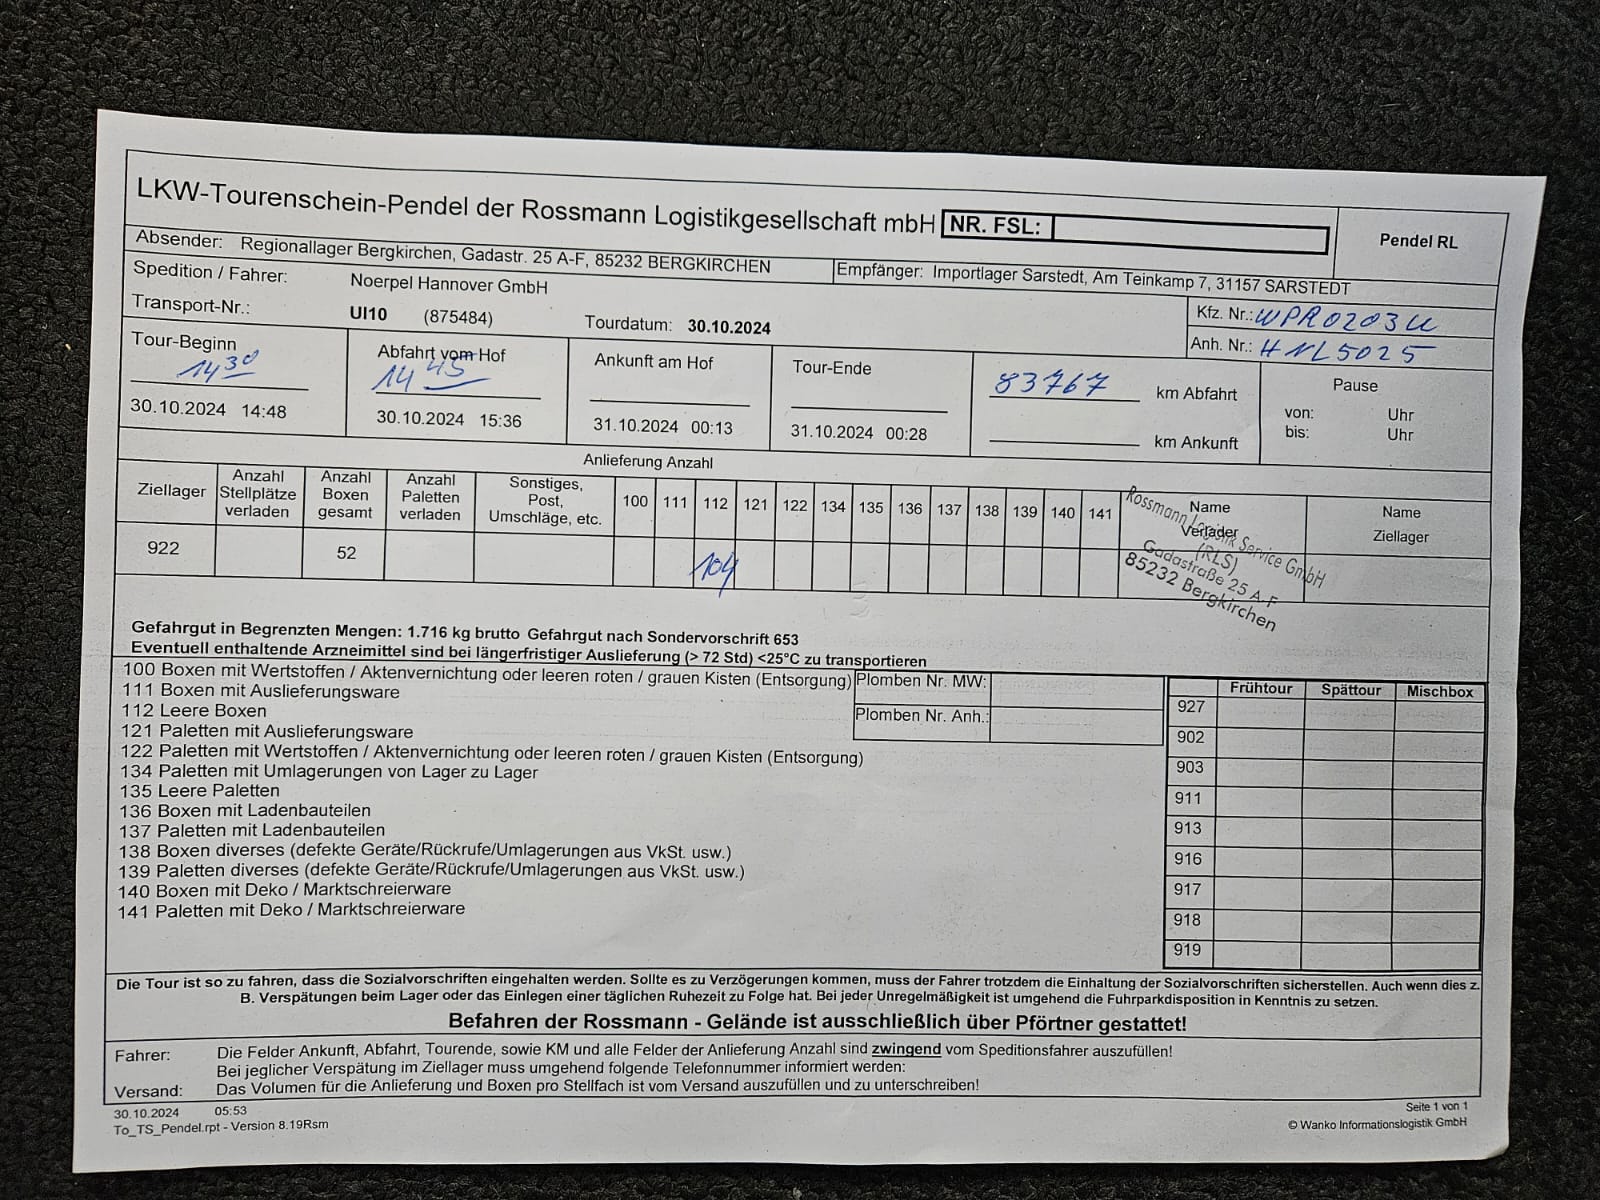 LKW-Tourenschein-Pendel der Rossmann Logistikgesellschaft mbH NR. FSL:
Pendel RL
Absender: Regionallager Bergkirchen, Gadastr. 25 A-F, 85232 BERGKIRCHEN
Empfänger: Importlager Sarstedt, Am Teinkamp 7, 31157 SARSTEDT
Spedition / Fahrer: Noerpel Hannover GmbH
Transport-Nr.: UI10 (875484) Tourdatum: 30.10.2024
Kfz. Nr.: WPR0203U
Anh. Nr.: HNL5025
Tour-Beginn Abfahrt vom Hof Ankunft am Hof Tour-Ende
14 30 14 45 83767 km Abfahrt
30.10.2024 14:48 30.10.2024 15:36 31.10.2024 00:13 31.10.2024 00:28 km Ankunft
Pause
von: Uhr
bis: Uhr
Anlieferung Anzahl
Ziellager Anzahl Stellplätze verladen Anzahl Boxen gesamt Anzahl Paletten verladen Sonstiges, Post, Umschläge, etc. 100 111 112 121 122 134 135 136 137 138 139 140 141 Name Verlader Name Ziellager
922 52 104
Rossmann Logistik Service GmbH
(RLS)
Gadastraße 25 A-F
85232 Bergkirchen
Gefahrgut in Begrenzten Mengen: 1.716 kg brutto Gefahrgut nach Sondervorschrift 653
Eventuell enthaltende Arzneimittel sind bei längerfristiger Auslieferung (> 72 Std) <25°C zu transportieren
100 Boxen mit Wertstoffen / Aktenvernichtung oder leeren roten / grauen Kisten (Entsorgung)
111 Boxen mit Auslieferungsware
112 Leere Boxen
121 Paletten mit Auslieferungsware
122 Paletten mit Wertstoffen / Aktenvernichtung oder leeren roten / grauen Kisten (Entsorgung)
134 Paletten mit Umlagerungen von Lager zu Lager
135 Leere Paletten
136 Boxen mit Ladenbauteilen
137 Paletten mit Ladenbauteilen
138 Boxen diverses (defekte Geräte/Rückrufe/Umlagerungen aus VkSt. usw.)
139 Paletten diverses (defekte Geräte/Rückrufe/Umlagerungen aus VkSt. usw.)
140 Boxen mit Deko / Marktschreierware
141 Paletten mit Deko / Marktschreierware
Plomben Nr. MW:
Plomben Nr. Anh.:
Frühtour Spättour Mischbox
927
902
903
911
913
916
917
918
919
Die Tour ist so zu fahren, dass die Sozialvorschriften eingehalten werden. Sollte es zu Verzögerungen kommen, muss der Fahrer trotzdem die Einhaltung der Sozialvorschriften sicherstellen. Auch wenn dies z.
B. Verspätungen beim Lager oder das Einlegen einer täglichen Ruhezeit zu Folge hat. Bei jeder Unregelmäßigkeit ist umgehend die Fuhrparkdisposition in Kenntnis zu setzen.
Befahren der Rossmann - Gelände ist ausschließlich über Pförtner gestattet!
Fahrer: Die Felder Ankunft, Abfahrt, Tourende, sowie KM und alle Felder der Anlieferung Anzahl sind zwingend vom Speditionsfahrer auszufüllen!
Bei jeglicher Verspätung im Ziellager muss umgehend folgende Telefonnummer informiert werden:
Versand: Das Volumen für die Anlieferung und Boxen pro Stellfach ist vom Versand auszufüllen und zu unterschreiben!
30.10.2024 05:53
To_TS_Pendel.rpt - Version 8.19Rsm
Seite 1 von 1
© Wanko Informationslogistik GmbH